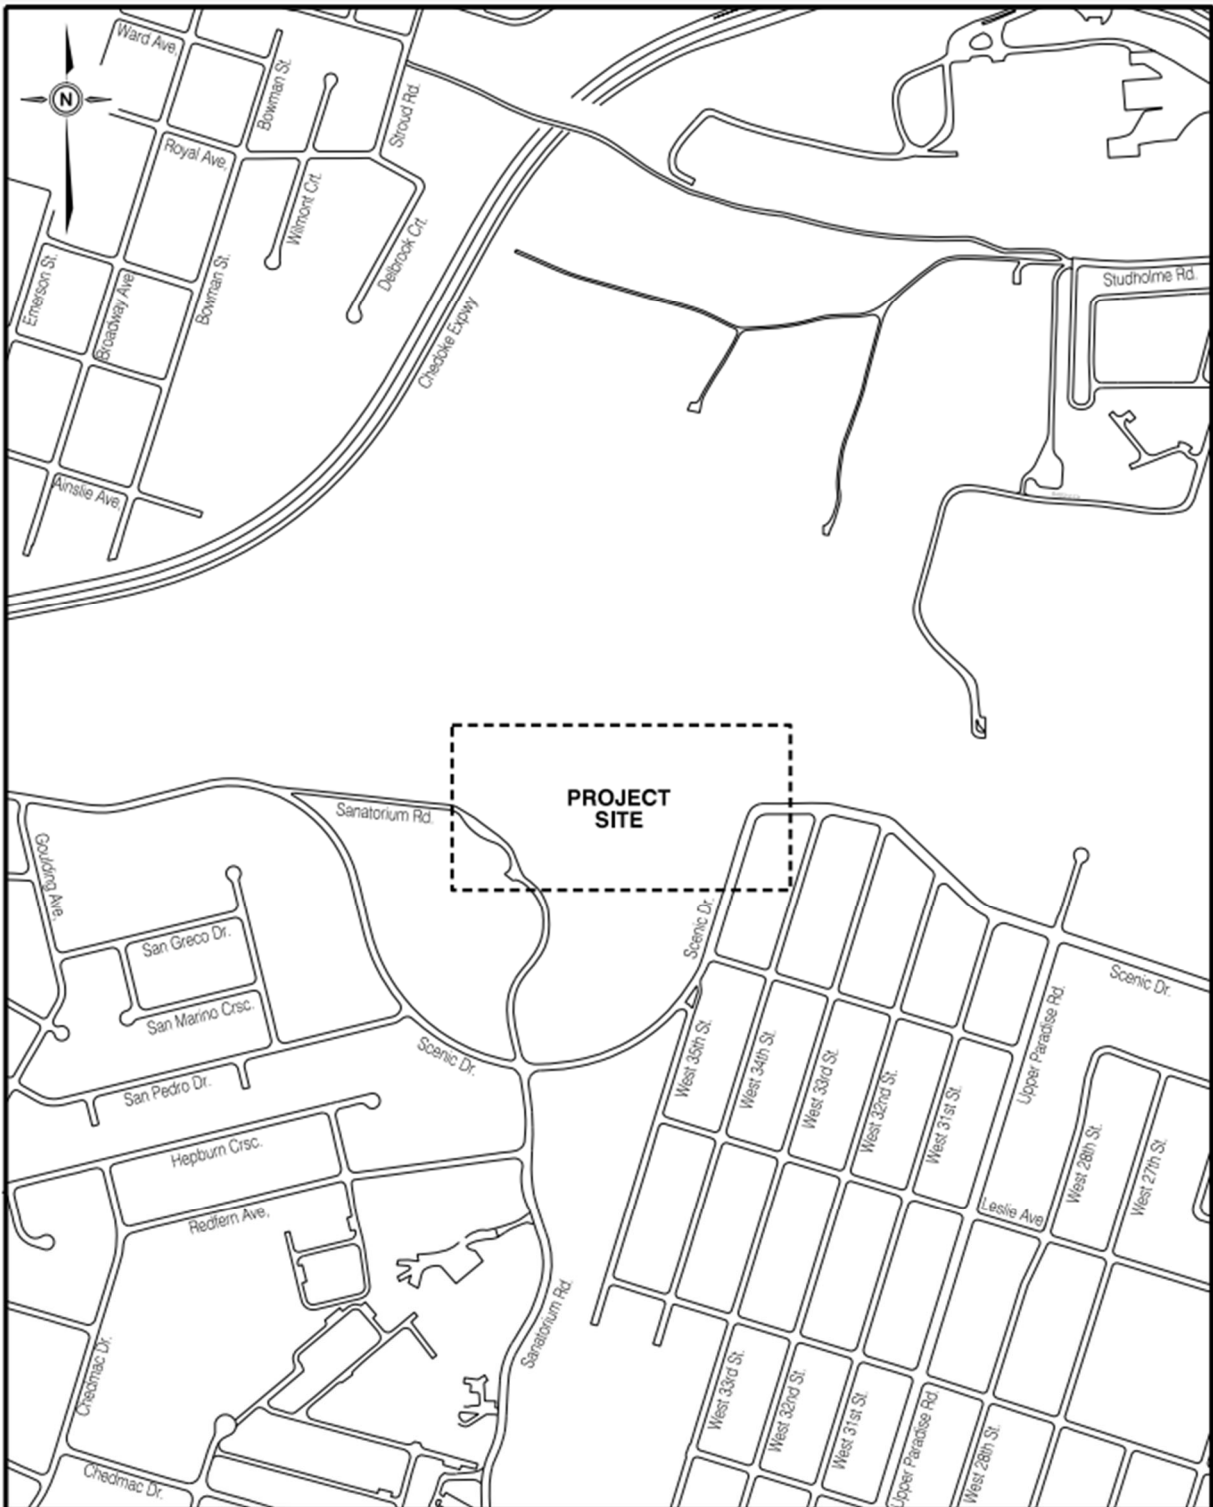 Ward Ave,
N
Bowman St.
Stroud Rd.
Royal Ave,
Wilmont Crt.
Delbrook Crt.
Emerson St.
Broadway Ave
Bowman St.
Studholme Rd.
Chedoke Expwy
Ainslie Ave,
PROJECT
SITE
Sanatorium Rd.
Goulding Ave,
San Greco Dr.
Scenic Dr.
Scenic Dr.
San Marino Crsc.
Scenic Dr.
San Pedro Dr.
West 35th St.
West 34th St.
West 33rd St.
West 32nd St.
West 31st St.
Upper Paradise Rd.
West 28th St.
West 27th St.
Hepburn Crsc.
Redfern Ave,
Leslie Ave
Sanatorium Rd.
Chedmac Dr.
West 33rd St.
West 32nd St.
West 31st St.
Upper Paradise Rd.
West 28th St.
Chedmac Dr.